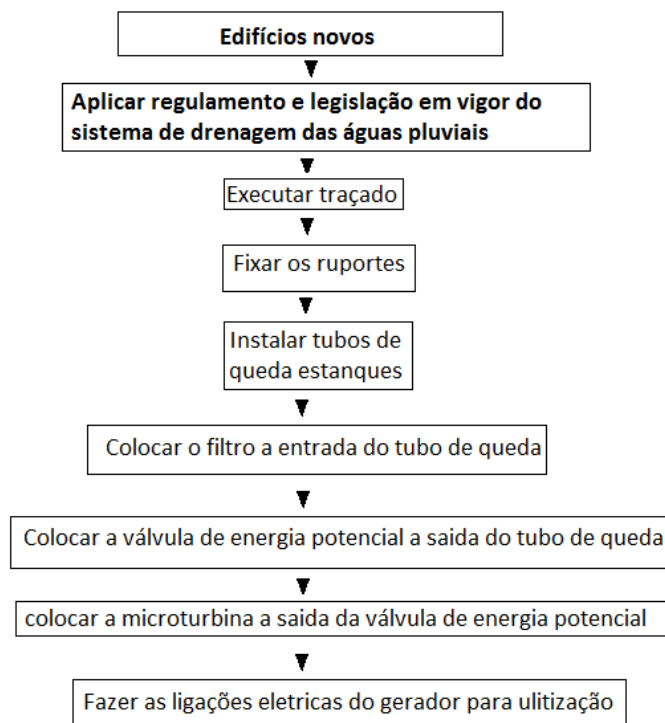 Edifícios novos
Aplicar regulamento e legislação em vigor do
sistema de drenagem das águas pluviais
Executar traçado
Fixar os ruportes
Instalar tubos de
queda estanques
Colocar o filtro a entrada do tubo de queda
Colocar a válvula de energia potencial a saida do tubo de queda
colocar a microturbina a saida da válvula de energia potencial
Fazer as ligações eletricas do gerador para ulitização